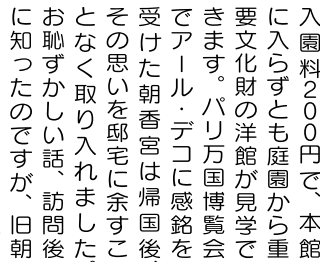 入園料２００円で、本館
に入らずとも庭園から重
要文化財の洋館が見学で
きます。パリ万国博覧会
でアール・デコに感銘を
受けた朝香宮は帰国後、
その思いを邸宅に余すこ
となく取り入れました。
お恥ずかしい話、訪問後
に知ったのですが、旧朝